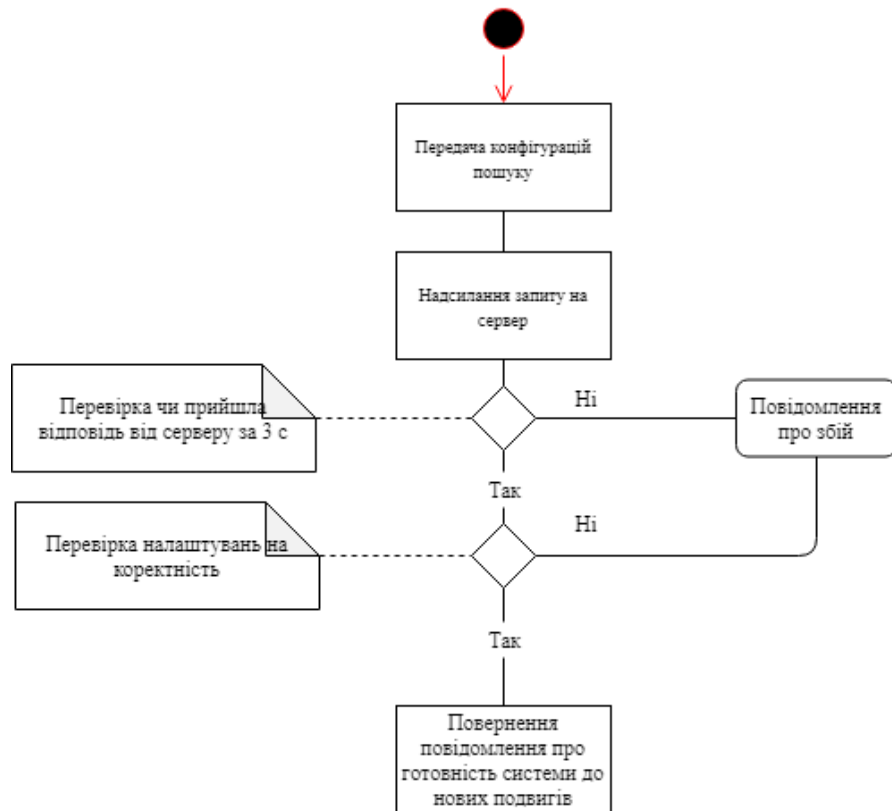 Передача конфігурацій
пошуку
Надсилання запиту на
сервер
Перевірка чи прийшла
відповідь від серверу за 3 с
Ні
Повідомлення
про збій
Так
Перевірка налаштувань на
коректність
Ні
Так
Повернення
повідомлення про
готовність системи до
нових подвигів